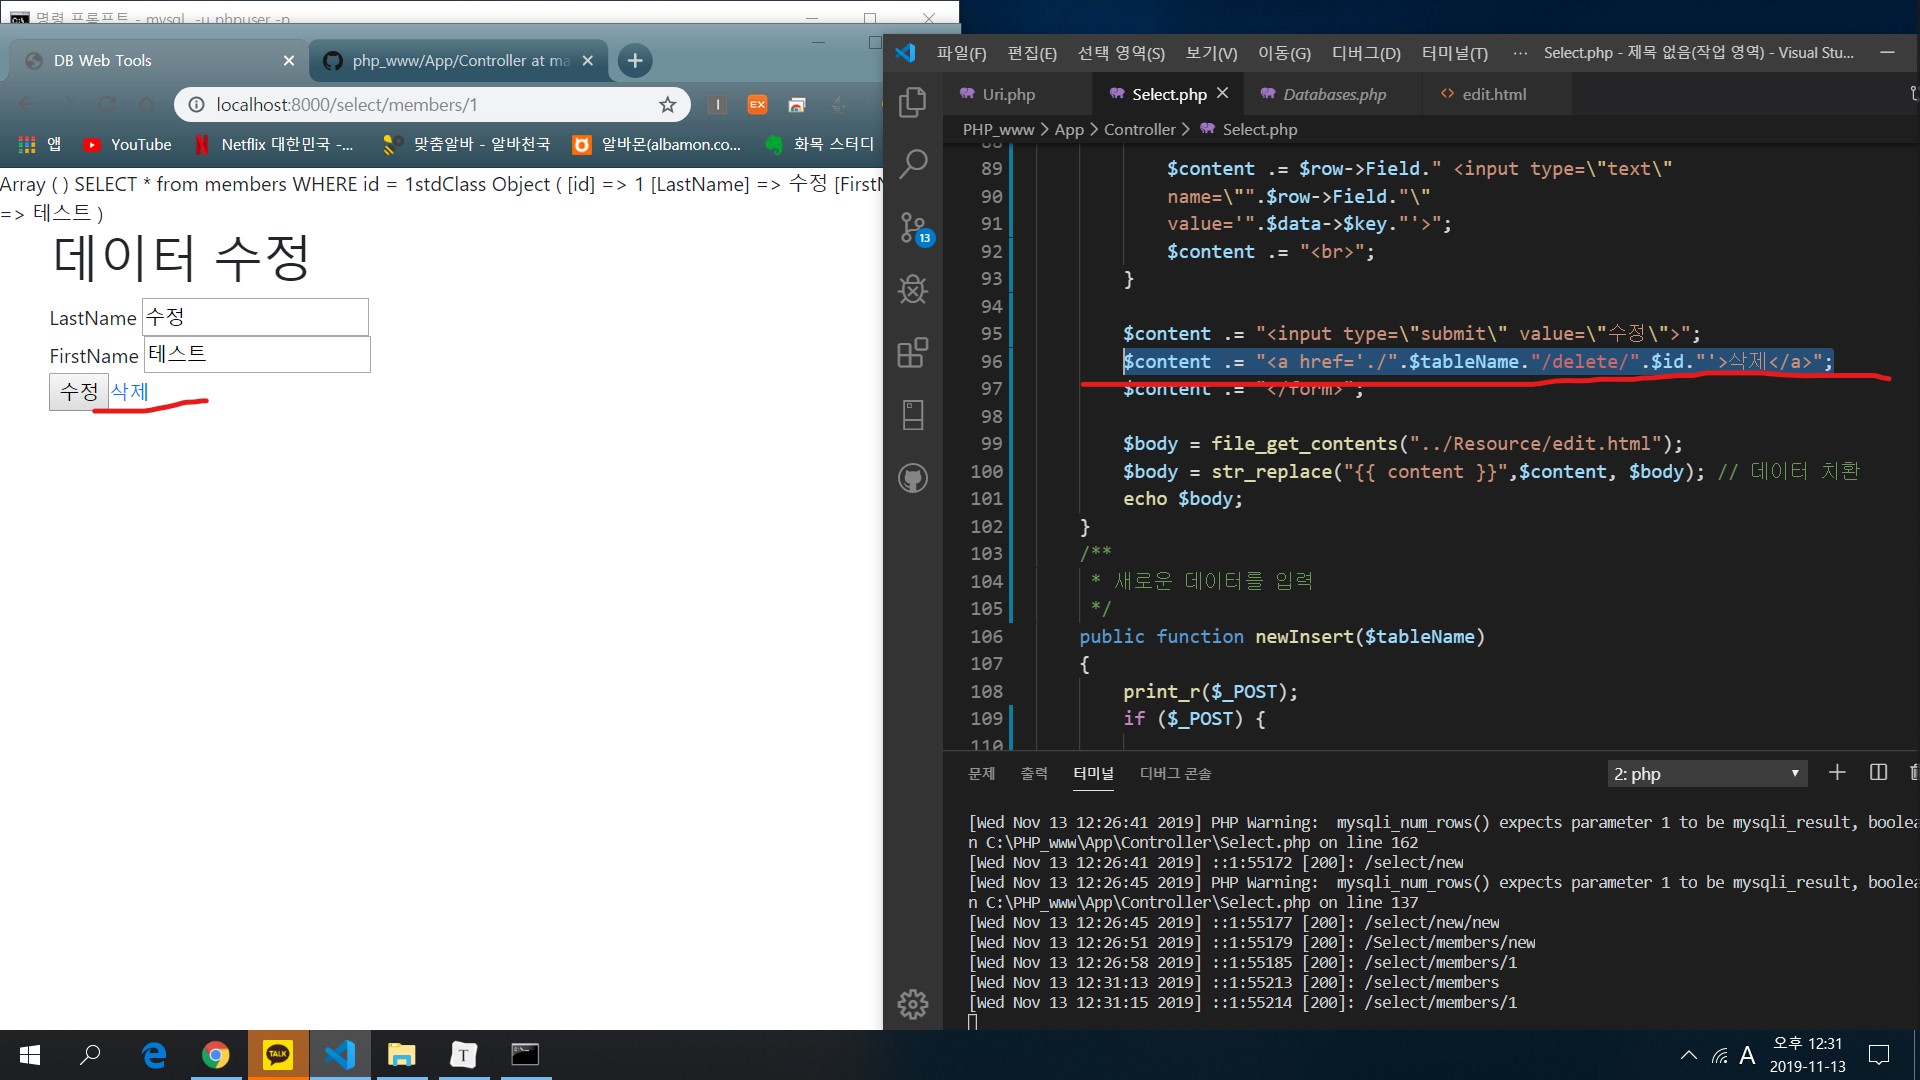 명령 프롬프트 - mysql -u phpuser -p
DB Web Tools
php_www/App/Controller at ma
localhost:8000/select/members/1
앱
YouTube
Netflix 대한민국 -...
맞춤알바 - 알바천국
알바몬(albamon.co...
화목 스터디
Array ( ) SELECT * from members WHERE id = 1stdClass Object ( [id] => 1 [LastName] => 수정 [FirstN
=> 테스트 )
데이터 수정
LastName 수정
FirstName 테스트
수정 삭제
파일(F) 편집(E) 선택 영역(S) 보기(V) 이동(G) 디버그(D) 터미널(T) ··· Select.php - 제목 없음(작업 영역) - Visual Stu...
Uri.php
Select.php
Databases.php
edit.html
PHP_www > App > Controller > Select.php
13
88
89 $content .= $row->Field." <input type=\"text\"
90 name=\"".$row->Field."\"
91 value='".$data->$key."'>";
92 $content .= "<br>";
93 }
94
95 $content .= "<input type=\"submit\" value=\"수정\">";
96 $content .= "<a href='./".$tableName."/delete/".$id."'>삭제</a>";
97 $content .= "</form>";
98
99 $body = file_get_contents("../Resource/edit.html");
100 $body = str_replace("{{ content }}",$content, $body); // 데이터 치환
101 echo $body;
102 }
103 /**
104 * 새로운 데이터를 입력
105 */
106 public function newInsert($tableName)
107 {
108 print_r($_POST);
109 if ($_POST) {
110
문제 출력 터미널 디버그 콘솔
2: php
[Wed Nov 13 12:26:41 2019] PHP Warning:  mysqli_num_rows() expects parameter 1 to be mysqli_result, boolea
n C:\PHP_www\App\Controller\Select.php on line 162
[Wed Nov 13 12:26:41 2019] ::1:55172 [200]: /select/new
[Wed Nov 13 12:26:45 2019] PHP Warning:  mysqli_num_rows() expects parameter 1 to be mysqli_result, boolea
n C:\PHP_www\App\Controller\Select.php on line 137
[Wed Nov 13 12:26:45 2019] ::1:55177 [200]: /select/new/new
[Wed Nov 13 12:26:51 2019] ::1:55179 [200]: /Select/members/new
[Wed Nov 13 12:26:58 2019] ::1:55185 [200]: /select/members/1
[Wed Nov 13 12:31:13 2019] ::1:55213 [200]: /select/members
[Wed Nov 13 12:31:15 2019] ::1:55214 [200]: /select/members/1
TALK
T
A
오후 12:31
2019-11-13